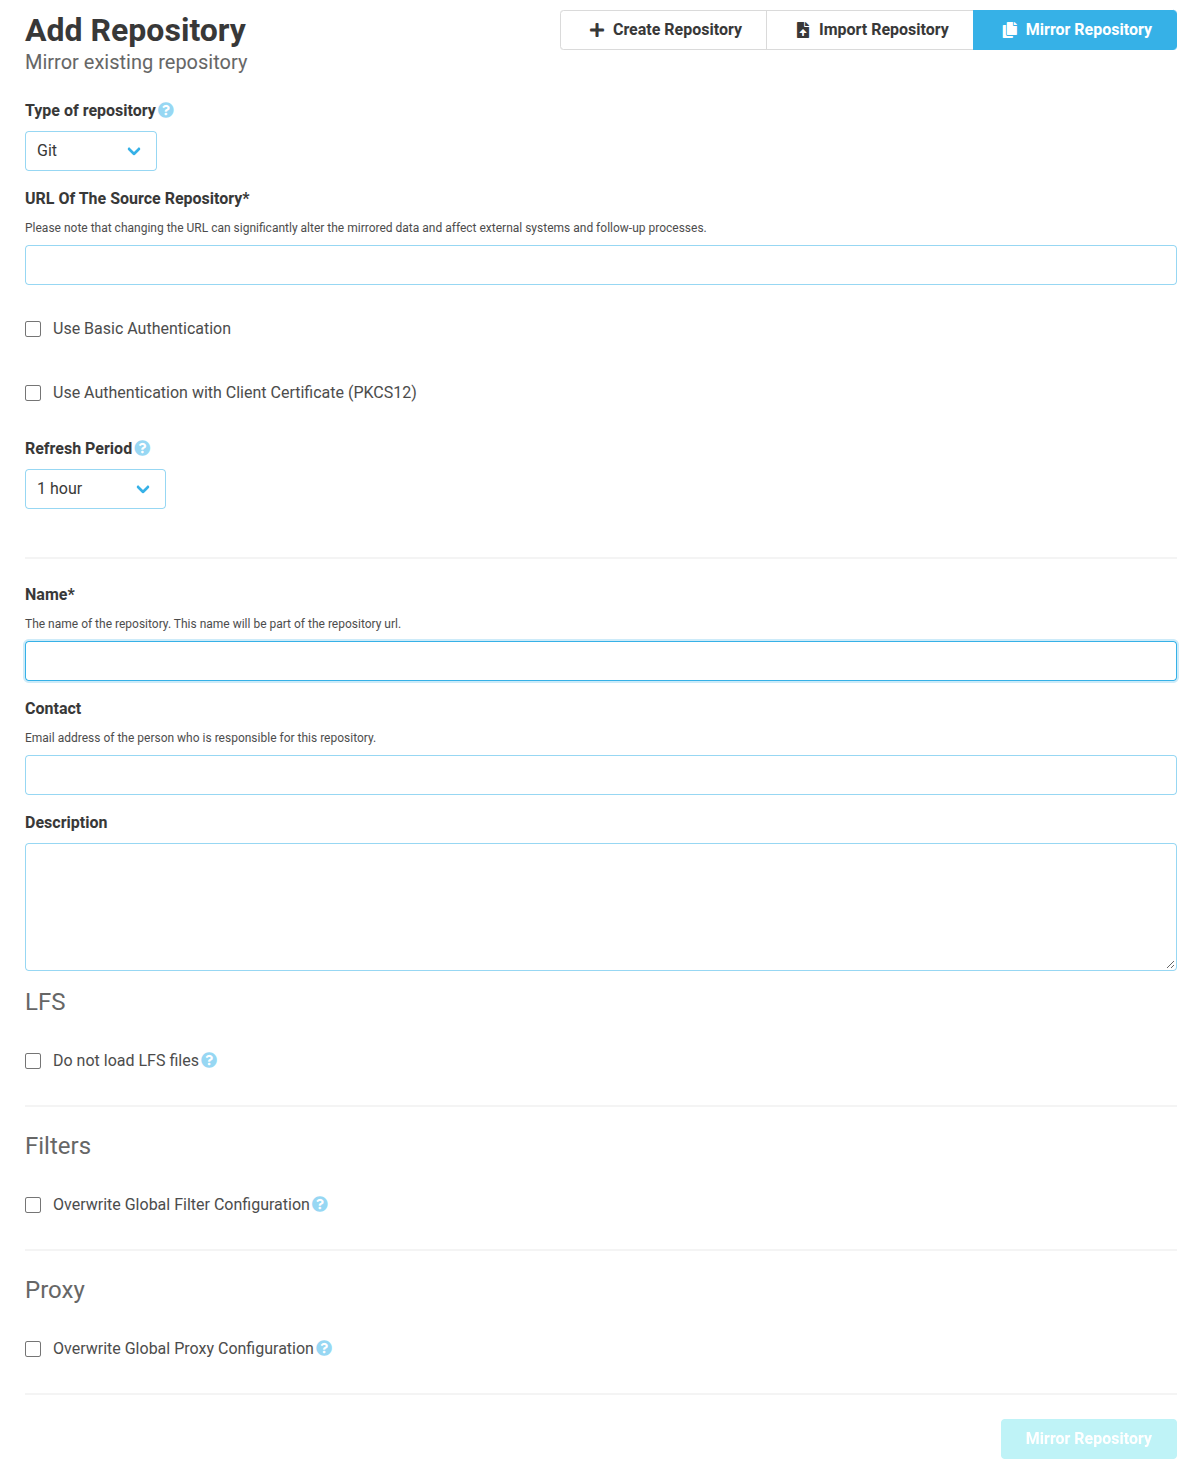 Add Repository
Mirror existing repository
Create Repository
Import Repository
Mirror Repository
Type of repository
Git
URL Of The Source Repository*
Please note that changing the URL can significantly alter the mirrored data and affect external systems and follow-up processes.
Use Basic Authentication
Use Authentication with Client Certificate (PKCS12)
Refresh Period
1 hour
Name*
The name of the repository. This name will be part of the repository url.
Contact
Email address of the person who is responsible for this repository.
Description
LFS
Do not load LFS files
Filters
Overwrite Global Filter Configuration
Proxy
Overwrite Global Proxy Configuration
Mirror Repository